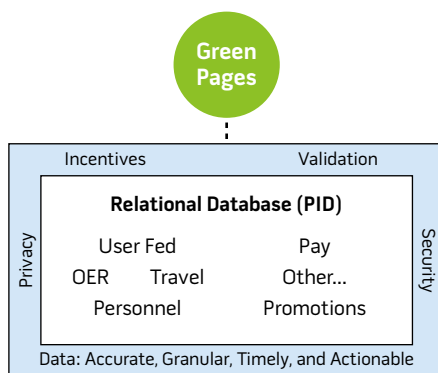 Green
Pages
Incentives Validation
Relational Database (PID)
Privacy
Security
User Fed Pay
OER Travel Other...
Personnel Promotions
Data: Accurate, Granular, Timely, and Actionable